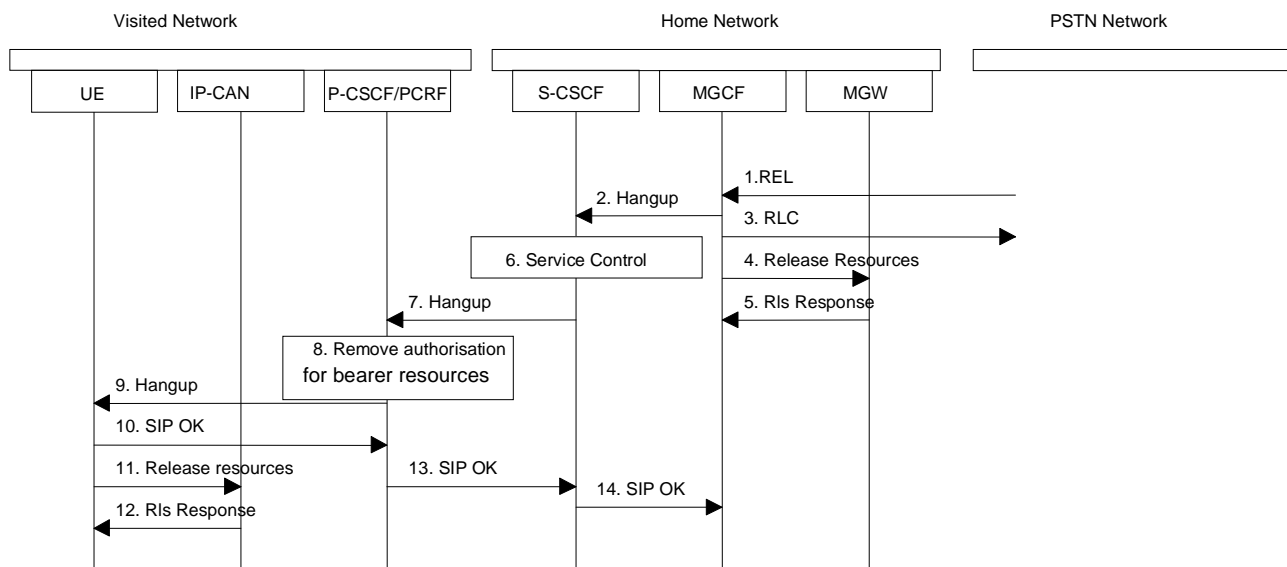 Visited Network
Home Network
PSTN Network
UE
IP-CAN
P-CSCF/PCRF
S-CSCF
MGCF
MGW
1.REL
2. Hangup
3. RLC
6. Service Control
4. Release Resources
7. Hangup
5. Rls Response
8. Remove authorisation
for bearer resources
9. Hangup
10. SIP OK
11. Release resources
13. SIP OK
14. SIP OK
12. Rls Response